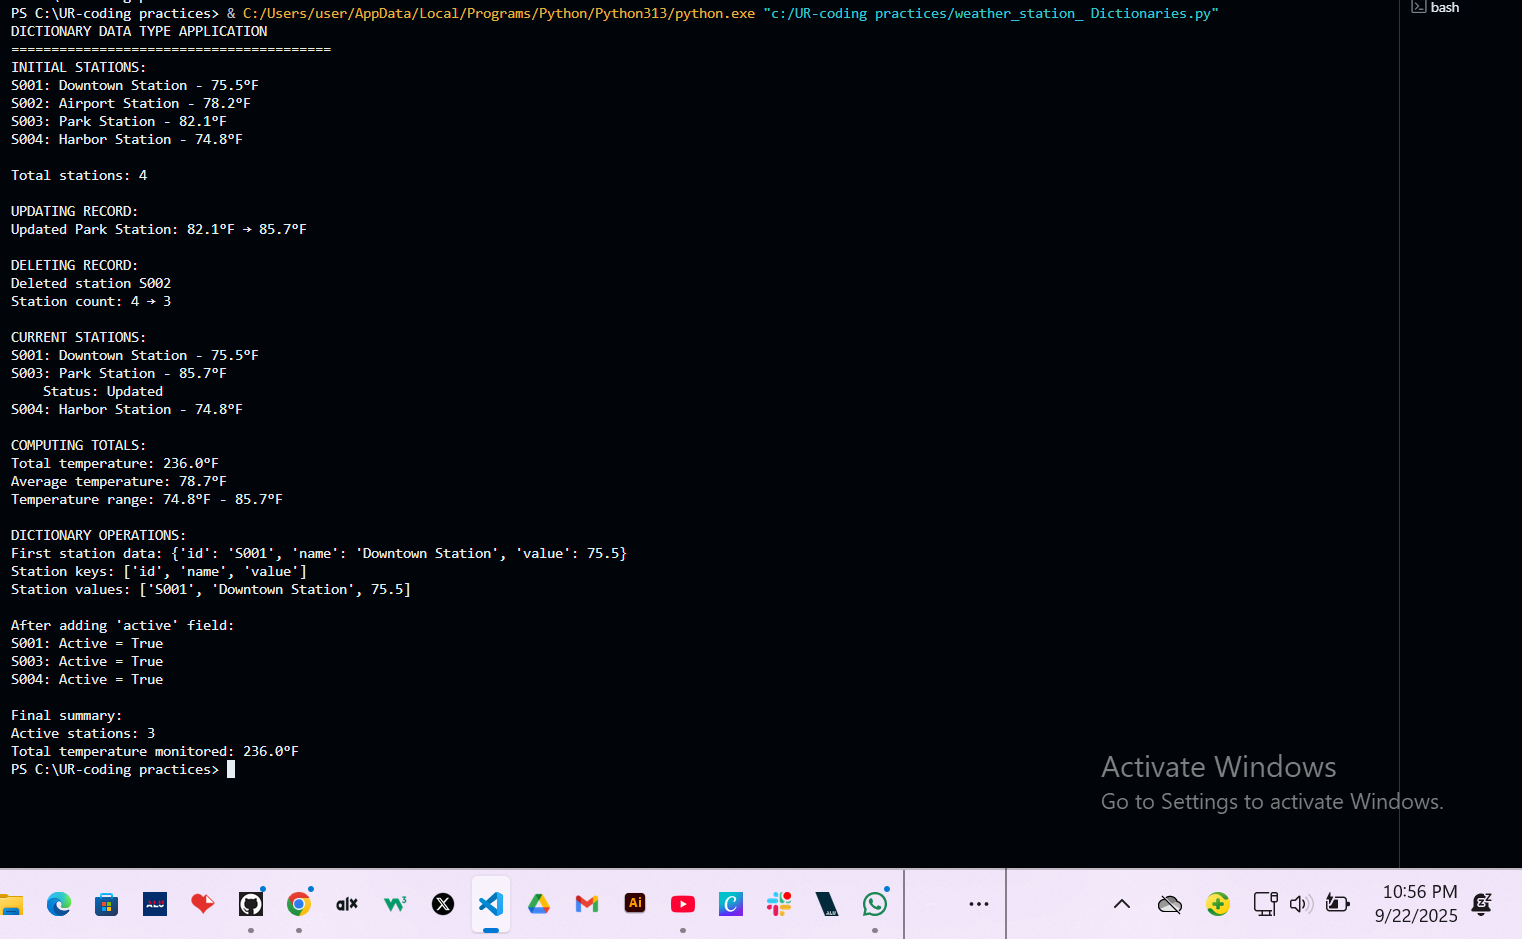 bash
PS C:\UR-coding practices> & C:/Users/user/AppData/Local/Programs/Python/Python313/python.exe "c:/UR-coding practices/weather_station_ Dictionaries.py"
DICTIONARY DATA TYPE APPLICATION
========================================
INITIAL STATIONS:
S001: Downtown Station - 75.5°F
S002: Airport Station - 78.2°F
S003: Park Station - 82.1°F
S004: Harbor Station - 74.8°F
Total stations: 4
UPDATING RECORD:
Updated Park Station: 82.1°F → 85.7°F
DELETING RECORD:
Deleted station S002
Station count: 4 → 3
CURRENT STATIONS:
S001: Downtown Station - 75.5°F
S003: Park Station - 85.7°F
Status: Updated
S004: Harbor Station - 74.8°F
COMPUTING TOTALS:
Total temperature: 236.0°F
Average temperature: 78.7°F
Temperature range: 74.8°F - 85.7°F
DICTIONARY OPERATIONS:
First station data: {'id': 'S001', 'name': 'Downtown Station', 'value': 75.5}
Station keys: ['id', 'name', 'value']
Station values: ['S001', 'Downtown Station', 75.5]
After adding 'active' field:
S001: Active = True
S003: Active = True
S004: Active = True
Final summary:
Active stations: 3
Total temperature monitored: 236.0°F
PS C:\UR-coding practices>
Activate Windows
Go to Settings to activate Windows.
ALU
alx
W3
X
Ai
C
ALU
10:56 PM
9/22/2025